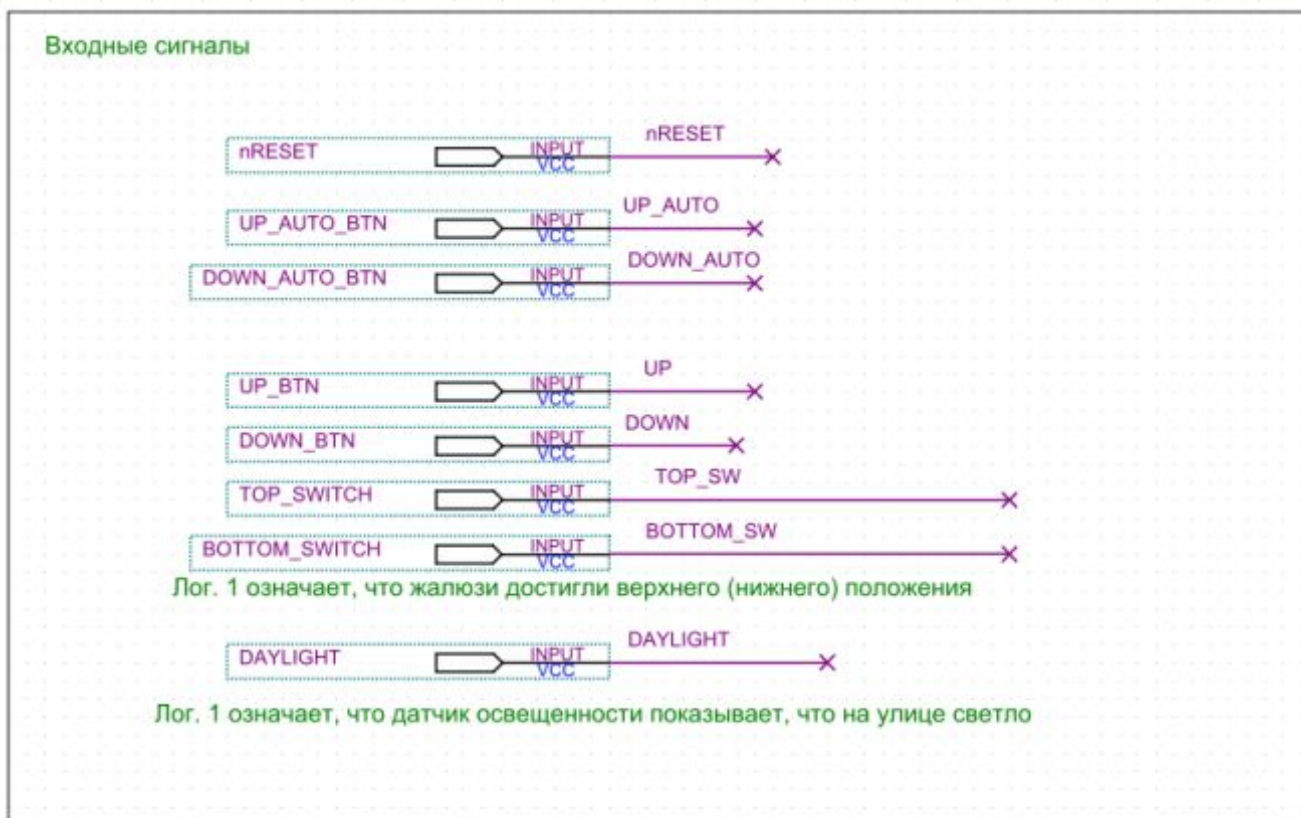 Входные сигналы
nRESET INPUT VCC nRESET
UP_AUTO_BTN INPUT VCC UP_AUTO
DOWN_AUTO_BTN INPUT VCC DOWN_AUTO
UP_BTN INPUT VCC UP
DOWN_BTN INPUT VCC DOWN
TOP_SWITCH INPUT VCC TOP_SW
BOTTOM_SWITCH INPUT VCC BOTTOM_SW
Лог. 1 означает, что жалюзи достигли верхнего (нижнего) положения
DAYLIGHT INPUT VCC DAYLIGHT
Лог. 1 означает, что датчик освещенности показывает, что на улице светло